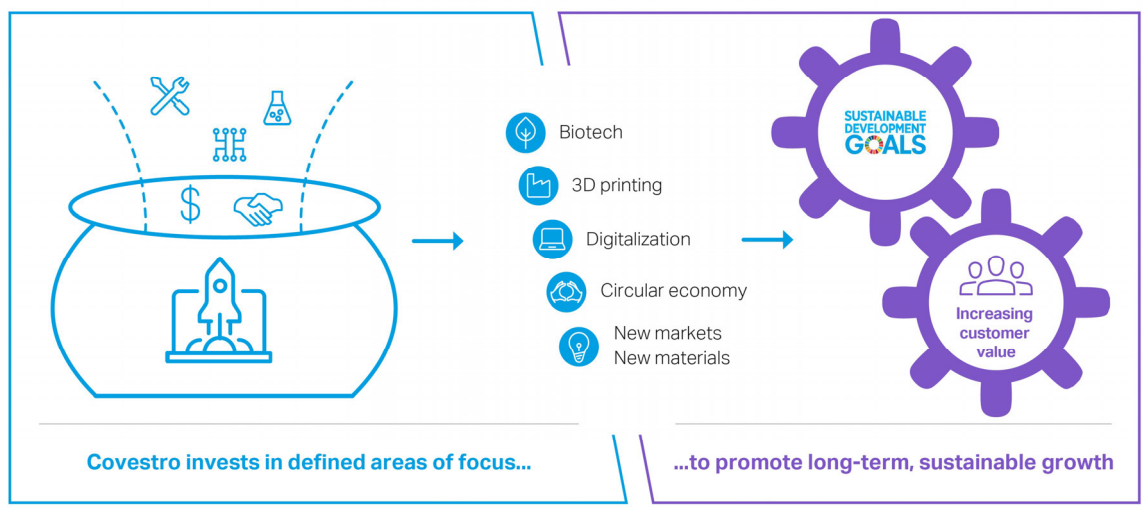 $
Biotech
3D printing
Digitalization
Circular economy
New markets
New materials
SUSTAINABLE
DEVELOPMENT
GOALS
Increasing
customer
value
Covestro invests in defined areas of focus...
...to promote long-term, sustainable growth